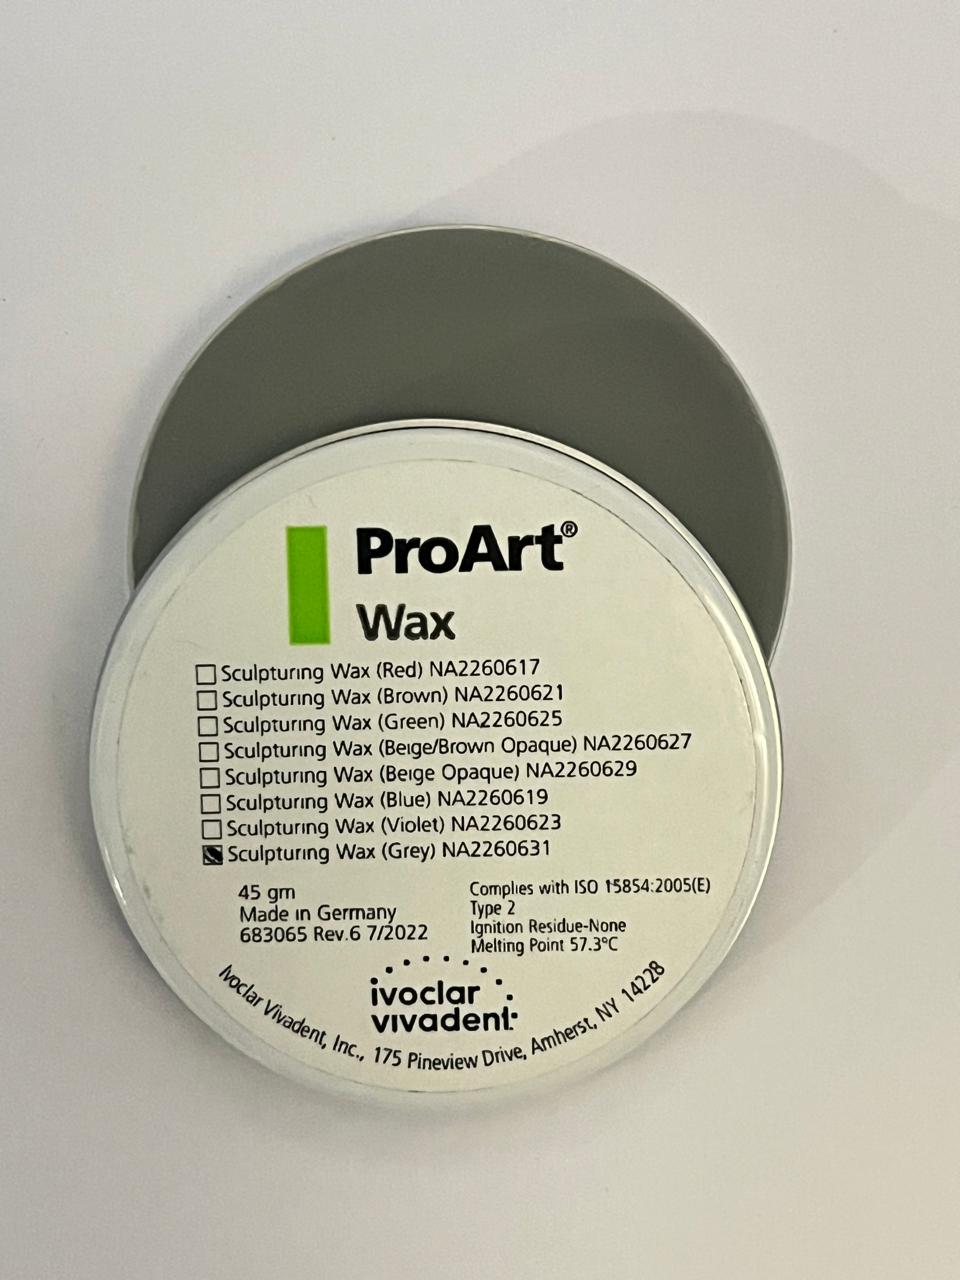 ProArt®
Wax
Sculpturing Wax (Red) NA2260617
Sculpturing Wax (Brown) NA2260621
Sculpturing Wax (Green) NA2260625
Sculpturing Wax (Beige/Brown Opaque) NA2260627
Sculpturing Wax (Beige Opaque) NA2260629
Sculpturing Wax (Blue) NA2260619
Sculpturing Wax (Violet) NA2260623
Sculpturing Wax (Grey) NA2260631
45 gm
Made in Germany
683065 Rev.6 7/2022
Complies with ISO 15854:2005(E)
Type 2
Ignition Residue-None
Melting Point 57.3°C
ivoclar
vivadent
Ivoclar Vivadent, Inc., 175 Pineview Drive, Amherst, NY 14228